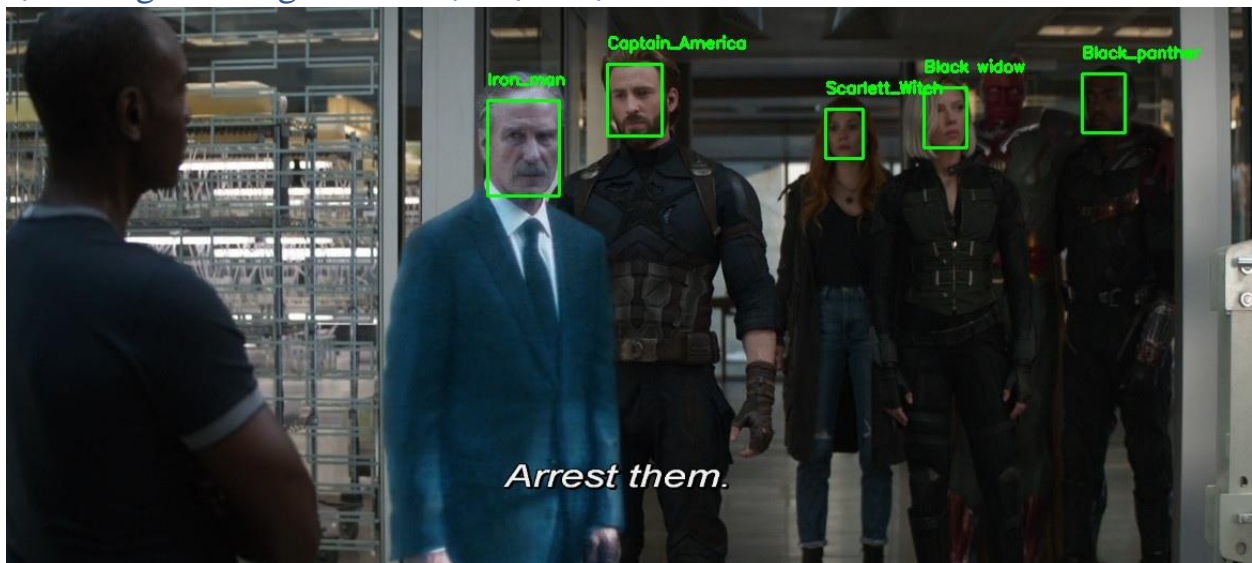 Captain_America
Iron_man
Black_panther
Black widow
Scarlett_Witch
Arrest them.